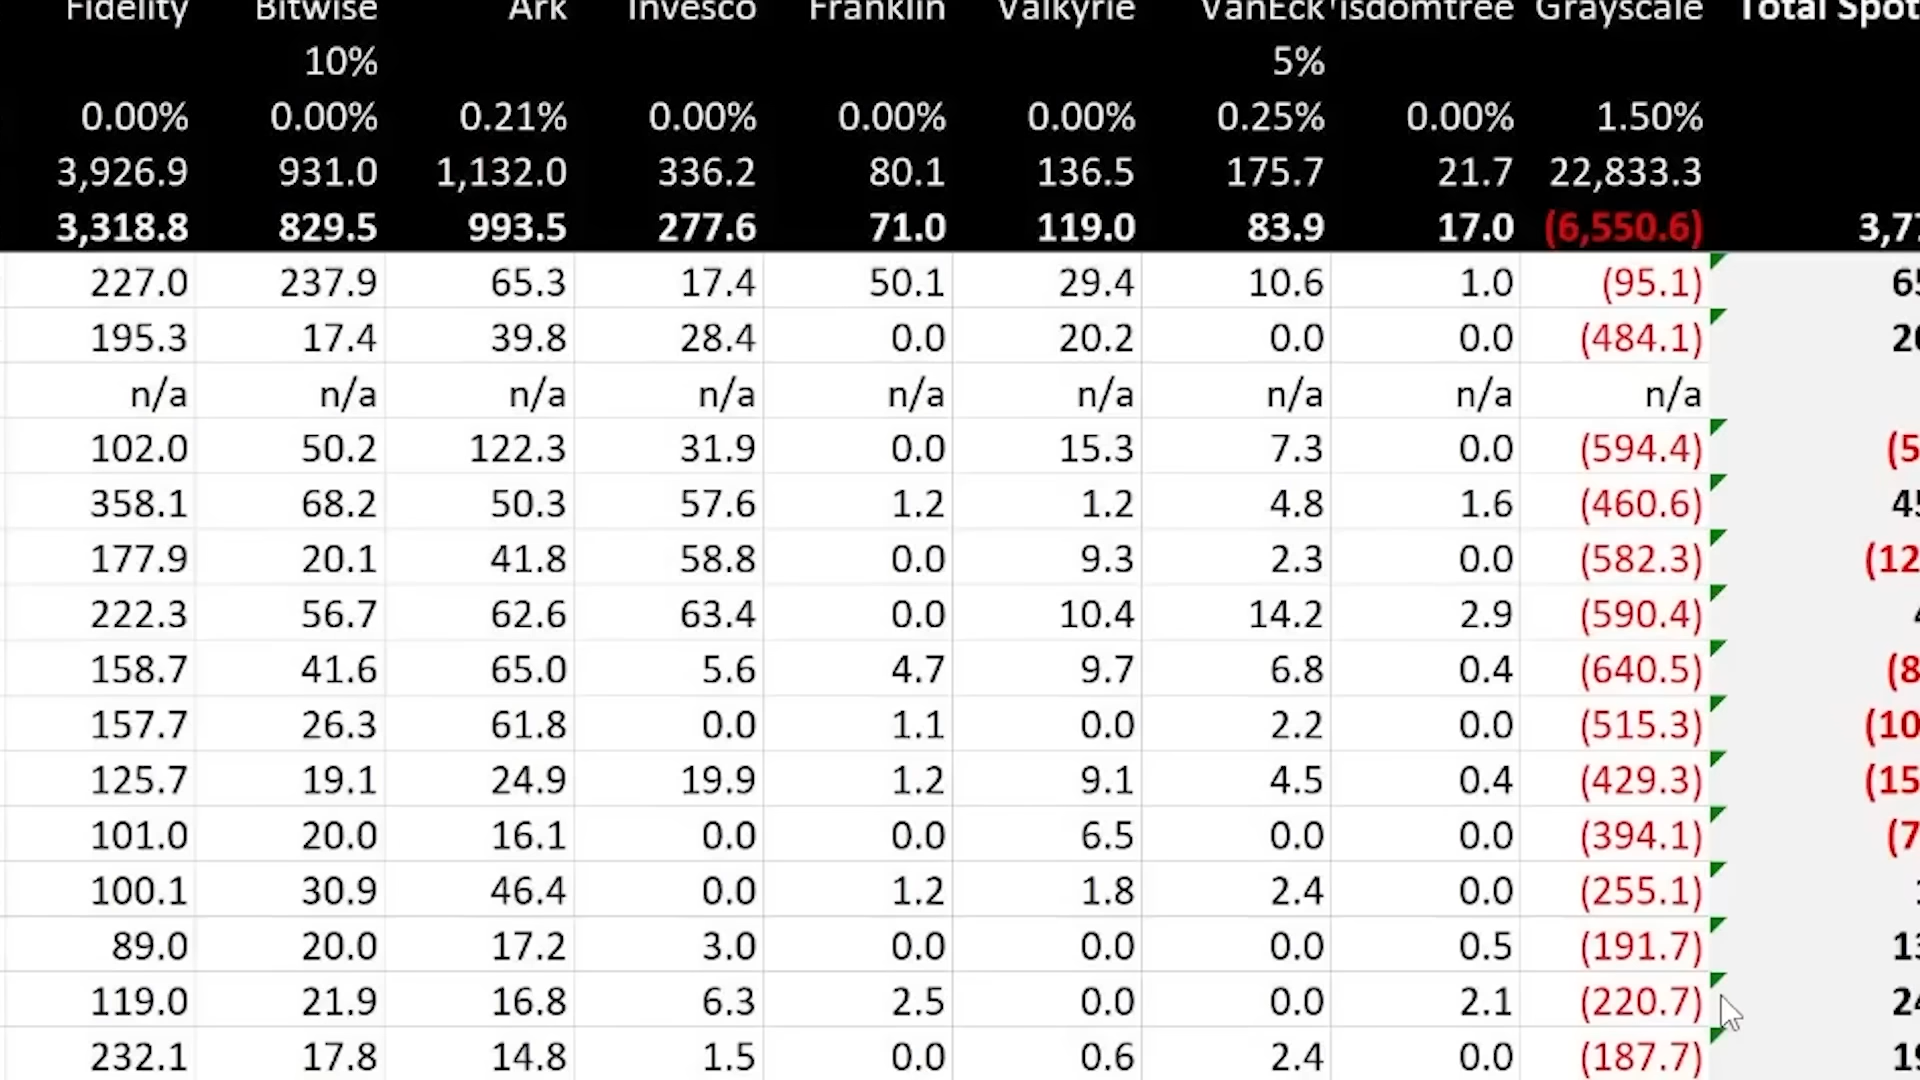 Fidelity Bitwise Ark Invesco Franklin Valkyrie VanEck isdomtree Grayscale Total Spot
10% 5%
0.00% 0.00% 0.21% 0.00% 0.00% 0.00% 0.25% 0.00% 1.50%
3,926.9 931.0 1,132.0 336.2 80.1 136.5 175.7 21.7 22,833.3
3,318.8 829.5 993.5 277.6 71.0 119.0 83.9 17.0 (6,550.6) 3,77
227.0 237.9 65.3 17.4 50.1 29.4 10.6 1.0 (95.1) 65
195.3 17.4 39.8 28.4 0.0 20.2 0.0 0.0 (484.1) 20
n/a n/a n/a n/a n/a n/a n/a n/a n/a
102.0 50.2 122.3 31.9 0.0 15.3 7.3 0.0 (594.4) (5
358.1 68.2 50.3 57.6 1.2 1.2 4.8 1.6 (460.6) 45
177.9 20.1 41.8 58.8 0.0 9.3 2.3 0.0 (582.3) (12
222.3 56.7 62.6 63.4 0.0 10.4 14.2 2.9 (590.4) 4
158.7 41.6 65.0 5.6 4.7 9.7 6.8 0.4 (640.5) (8
157.7 26.3 61.8 0.0 1.1 0.0 2.2 0.0 (515.3) (10
125.7 19.1 24.9 19.9 1.2 9.1 4.5 0.4 (429.3) (15
101.0 20.0 16.1 0.0 0.0 6.5 0.0 0.0 (394.1) (7
100.1 30.9 46.4 0.0 1.2 1.8 2.4 0.0 (255.1) 1
89.0 20.0 17.2 3.0 0.0 0.0 0.0 0.5 (191.7) 13
119.0 21.9 16.8 6.3 2.5 0.0 0.0 2.1 (220.7) 24
232.1 17.8 14.8 1.5 0.0 0.6 2.4 0.0 (187.7) 19